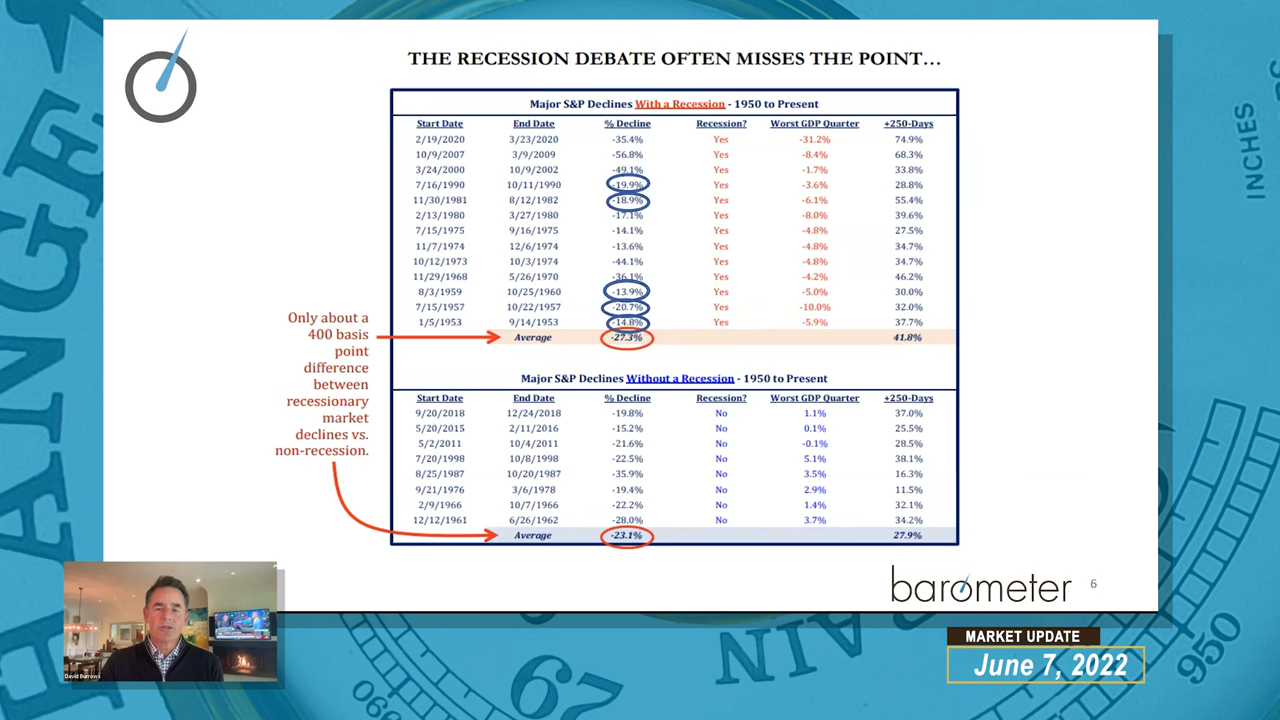 THE RECESSION DEBATE OFTEN MISSES THE POINT…
Major S&P Declines With a Recession - 1950 to Present
Start Date End Date % Decline Recession? Worst GDP Quarter +250-Days
2/19/2020 3/23/2020 -35.4% Yes -31.2% 74.9%
10/9/2007 3/9/2009 -56.8% Yes -8.4% 68.3%
3/24/2000 10/9/2002 -49.1% Yes -1.7% 33.8%
7/16/1990 10/11/1990 -19.9% Yes -3.6% 28.8%
11/30/1981 8/12/1982 -18.9% Yes -6.1% 55.4%
2/13/1980 3/27/1980 -17.1% Yes -8.0% 39.6%
7/15/1975 9/16/1975 -14.1% Yes -4.8% 27.5%
11/7/1974 12/6/1974 -13.6% Yes -4.8% 34.7%
10/12/1973 10/3/1974 -44.1% Yes -4.8% 34.7%
11/29/1968 5/26/1970 -36.1% Yes -4.2% 46.2%
8/3/1959 10/25/1960 -13.9% Yes -5.0% 30.0%
7/15/1957 10/22/1957 -20.7% Yes -10.0% 32.0%
1/5/1953 9/14/1953 -14.8% Yes -5.9% 37.7%
Average -27.3% 41.8%
Only about a
400 basis
point
difference
between
recessionary
market
declines vs.
non-recession.
Major S&P Declines Without a Recession - 1950 to Present
Start Date End Date % Decline Recession? Worst GDP Quarter +250-Days
9/20/2018 12/24/2018 -19.8% No 1.1% 37.0%
5/20/2015 2/11/2016 -15.2% No 0.1% 25.5%
5/2/2011 10/4/2011 -21.6% No -0.1% 28.5%
7/20/1998 10/8/1998 -22.5% No 5.1% 38.1%
8/25/1987 10/20/1987 -35.9% No 3.5% 16.3%
9/21/1976 3/6/1978 -19.4% No 2.9% 11.5%
2/9/1966 10/7/1966 -22.2% No 1.4% 32.1%
12/12/1961 6/26/1962 -28.0% No 3.7% 34.2%
Average -23.1% 27.9%
barometer 6
David Burrows
MARKET UPDATE
June 7, 2022
INCHES
950